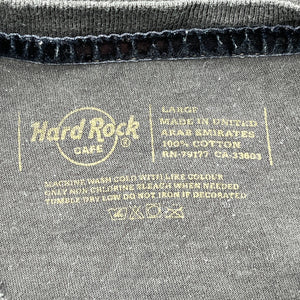 Hard Rock
CAFE ®
LARGE
MADE IN UNITED
ARAB EMIRATES
100% COTTON
RN-79177 CA-33603
MACHINE WASH COLD WITH LIKE COLOUR
ONLY NON CHLORINE BLEACH WHEN NEEDED
TUMBLE DRY LOW DO NOT IRON IF DECORATED